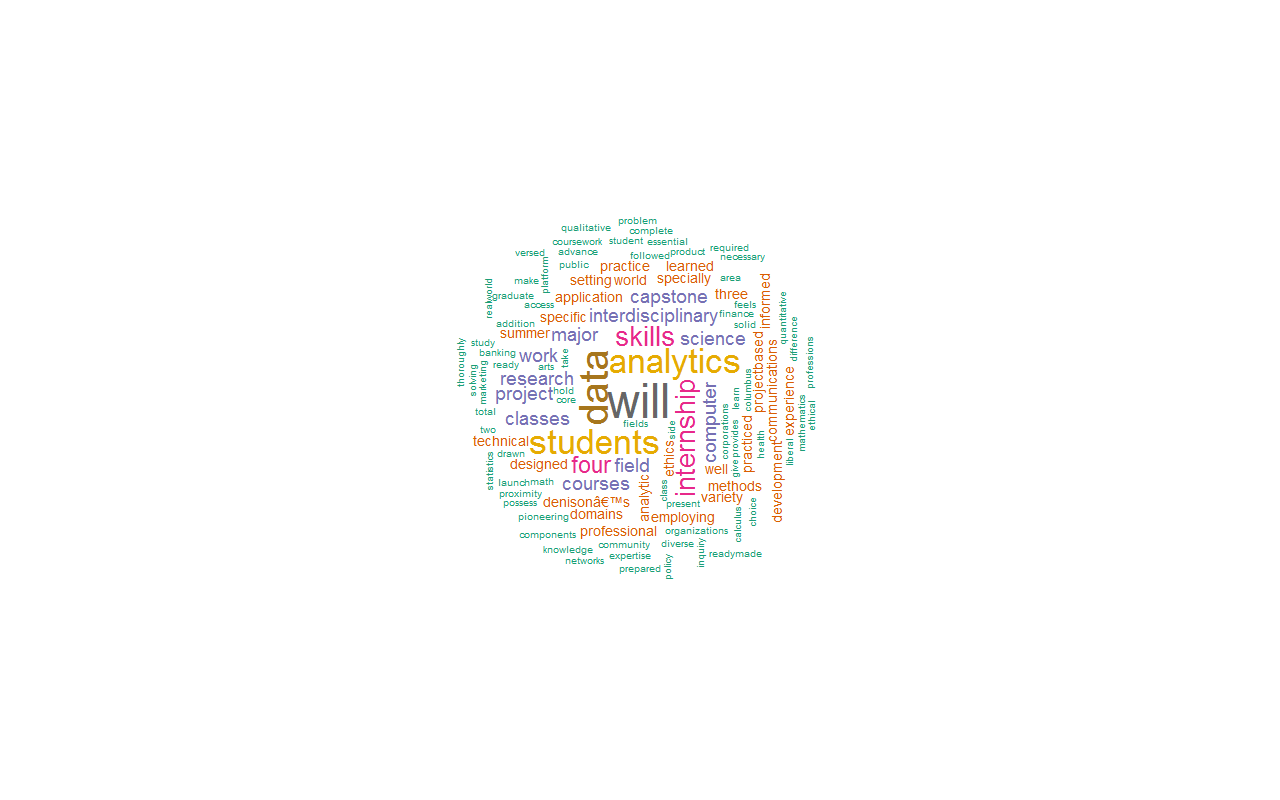 problem
qualitative
complete
coursework
student
essential
required
versed
advance
followed
product
necessary
public
practice
learned
platform
make
setting
world
specially
area
realworld
graduate
application
capstone
three
informed
access
feels
specific
interdisciplinary
finance
quantitative
addition
solid
summer
major
skills
science
difference
study
thoroughly
banking
work
take
data
analytics
projectbased
communications
ready
arts
professions
solving
marketing
research
project
hold
core
will
internship
computer
learn
columbus
experience
total
classes
fields
side
corporations
mathematics
ethical
two
technical
students
provides
practiced
health
liberal
drawn
statistics
designed
four
field
ethics
well
give
development
launch
math
courses
analytic
class
methods
proximity
variety
possess
denisonâ€™s
present
choice
pioneering
domains
employing
calculus
components
professional
organizations
knowledge
community
diverse
inquiry
readymade
networks
expertise
prepared
policy